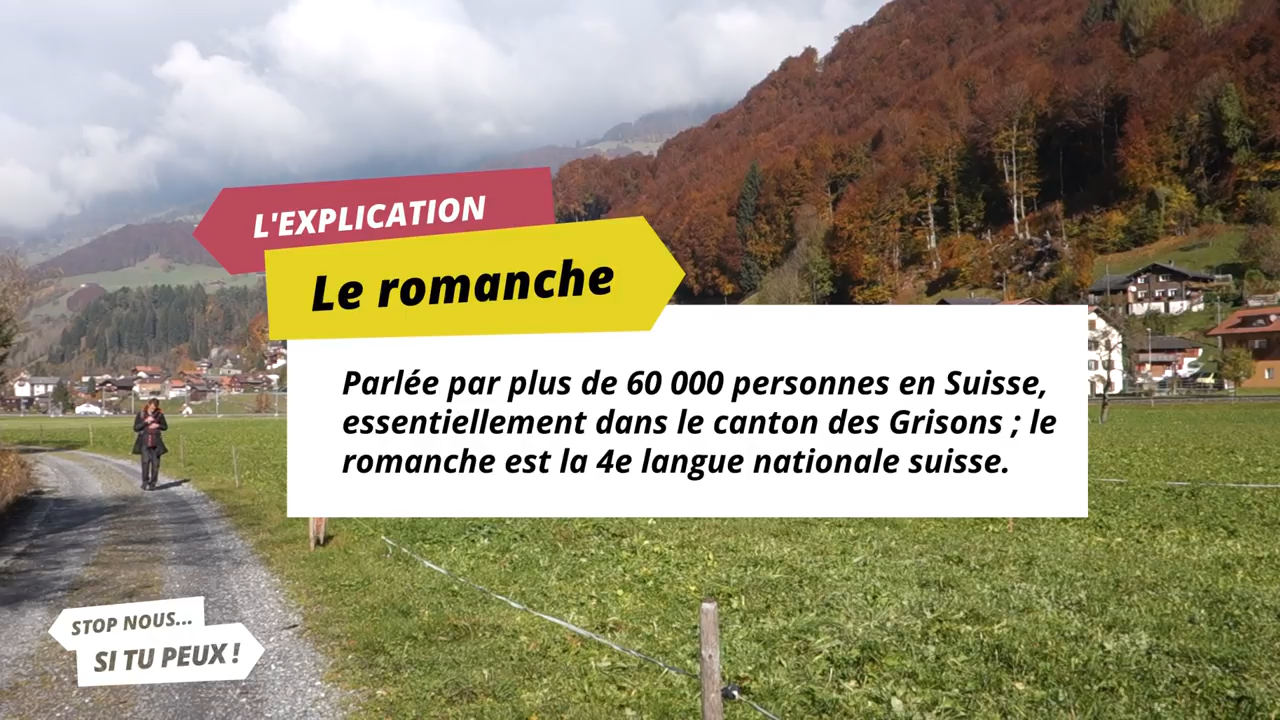 L'EXPLICATION
Le romanche
Parlée par plus de 60 000 personnes en Suisse,
essentiellement dans le canton des Grisons ; le
romanche est la 4e langue nationale suisse.
STOP NOUS...
SI TU PEUX !